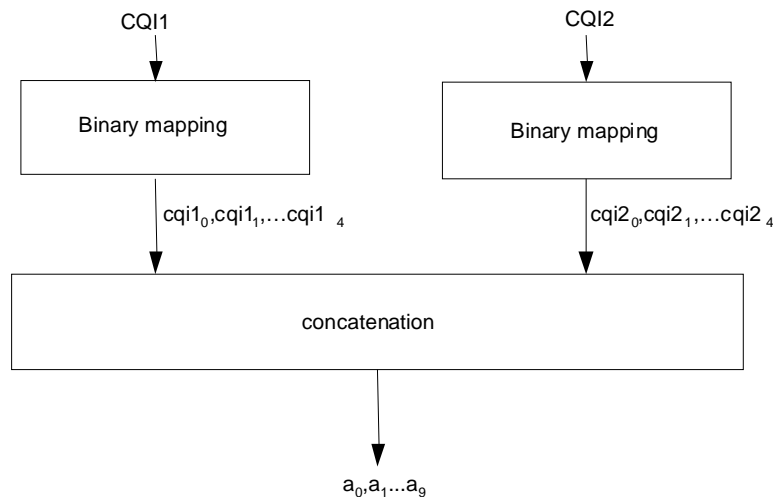 CQI1 CQI2
Binary mapping Binary mapping
cqi1₀,cqi1₁,…cqi1 ₄ cqi2₀,cqi2₁,…cqi2 ₄
concatenation
a₀,a₁...a₉